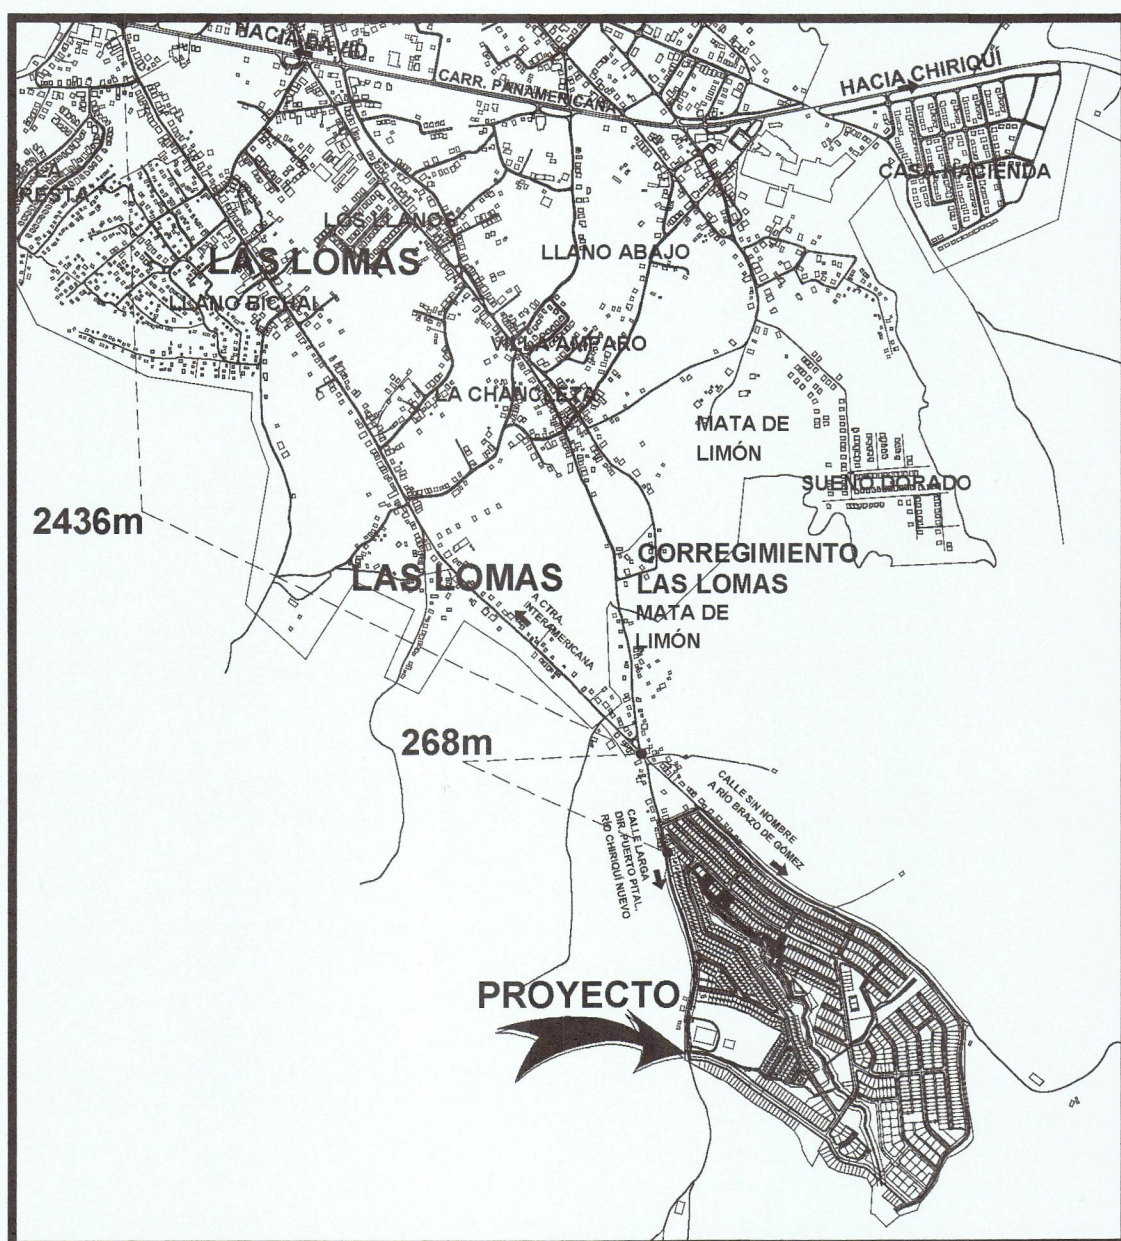 HACIA DAVID
CARR. PANAMERICANA
HACIA CHIRIQUÍ
CASA HACIENDA
LA
RESTA
LOS LLANOS
LLANO ABAJO
LAS LOMAS
LLANO BICHAL
VILLA AMPARO
LA CHANCLETA
MATA DE
LIMÓN
SUEÑO DORADO
2436m
CORREGIMIENTO
LAS LOMAS
LAS LOMAS
A CTRA.
INTERAMERICANA
MATA DE
LIMÓN
268m
CALLE SIN NOMBRE
A RÍO BRAZO DE GÓMEZ
CALLE LARGA
DIR. PUERTO PITAL,
RÍO CHIRIQUÍ NUEVO
PROYECTO